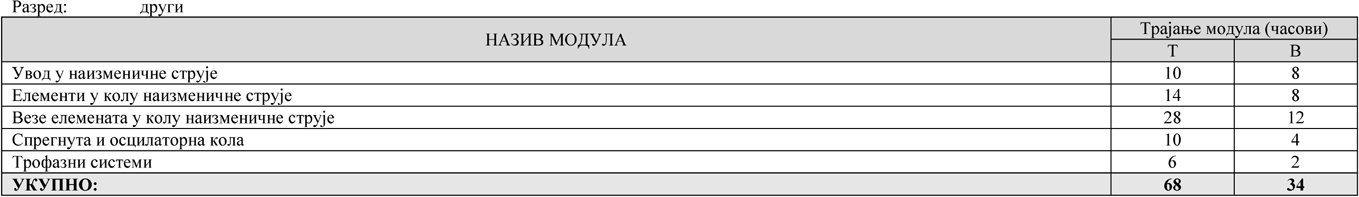 Разред: други
НАЗИВ МОДУЛА Трајање модула (часови)
Т В
Увод у наизменичне струје 10 8
Елементи у колу наизменичне струје 14 8
Везе елемената у колу наизменичне струје 28 12
Спрегнута и осцилаторна кола 10 4
Трофазни системи 6 2
УКУПНО: 68 34